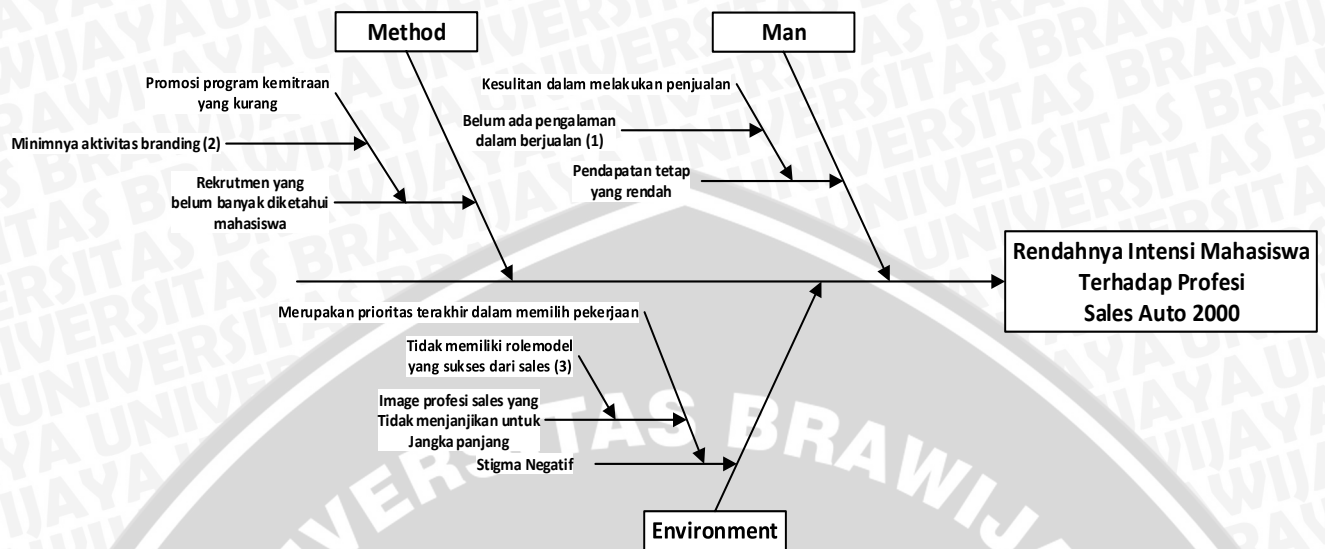 Method
Man
Promosi program kemitraan
yang kurang
Minimnya aktivitas branding (2)
Rekrutmen yang
belum banyak diketahui
mahasiswa
Kesulitan dalam melakukan penjualan
Belum ada pengalaman
dalam berjualan (1)
Pendapatan tetap
yang rendah
Rendahnya Intensi Mahasiswa
Terhadap Profesi
Sales Auto 2000
Merupakan prioritas terakhir dalam memilih pekerjaan
Tidak memiliki rolemodel
yang sukses dari sales (3)
Image profesi sales yang
Tidak menjanjikan untuk
Jangka panjang
Stigma Negatif
Environment
UNIVERSITAS BRAWIJAYA